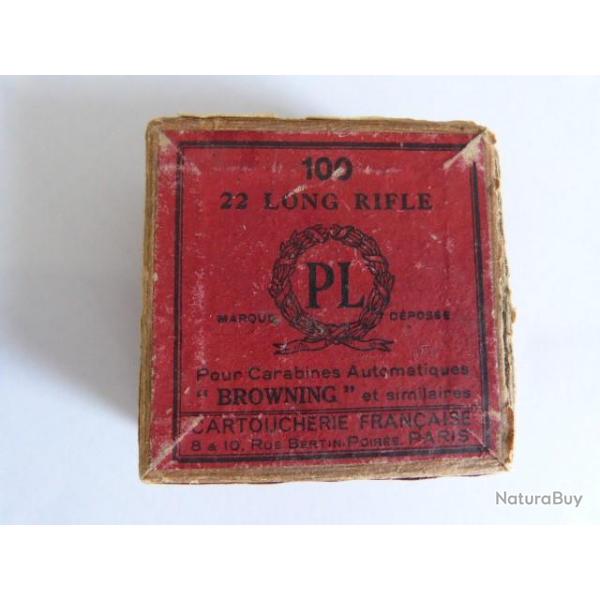 100
22 LONG RIFLE
PL
MARQUE DÉPOSÉE
Pour Carabines Automatiques
"BROWNING" et similaires
CARTOUCHERIE FRANÇAISE
8 & 10, RUE BERTIN-POIRÉE, PARIS
NaturaBuy